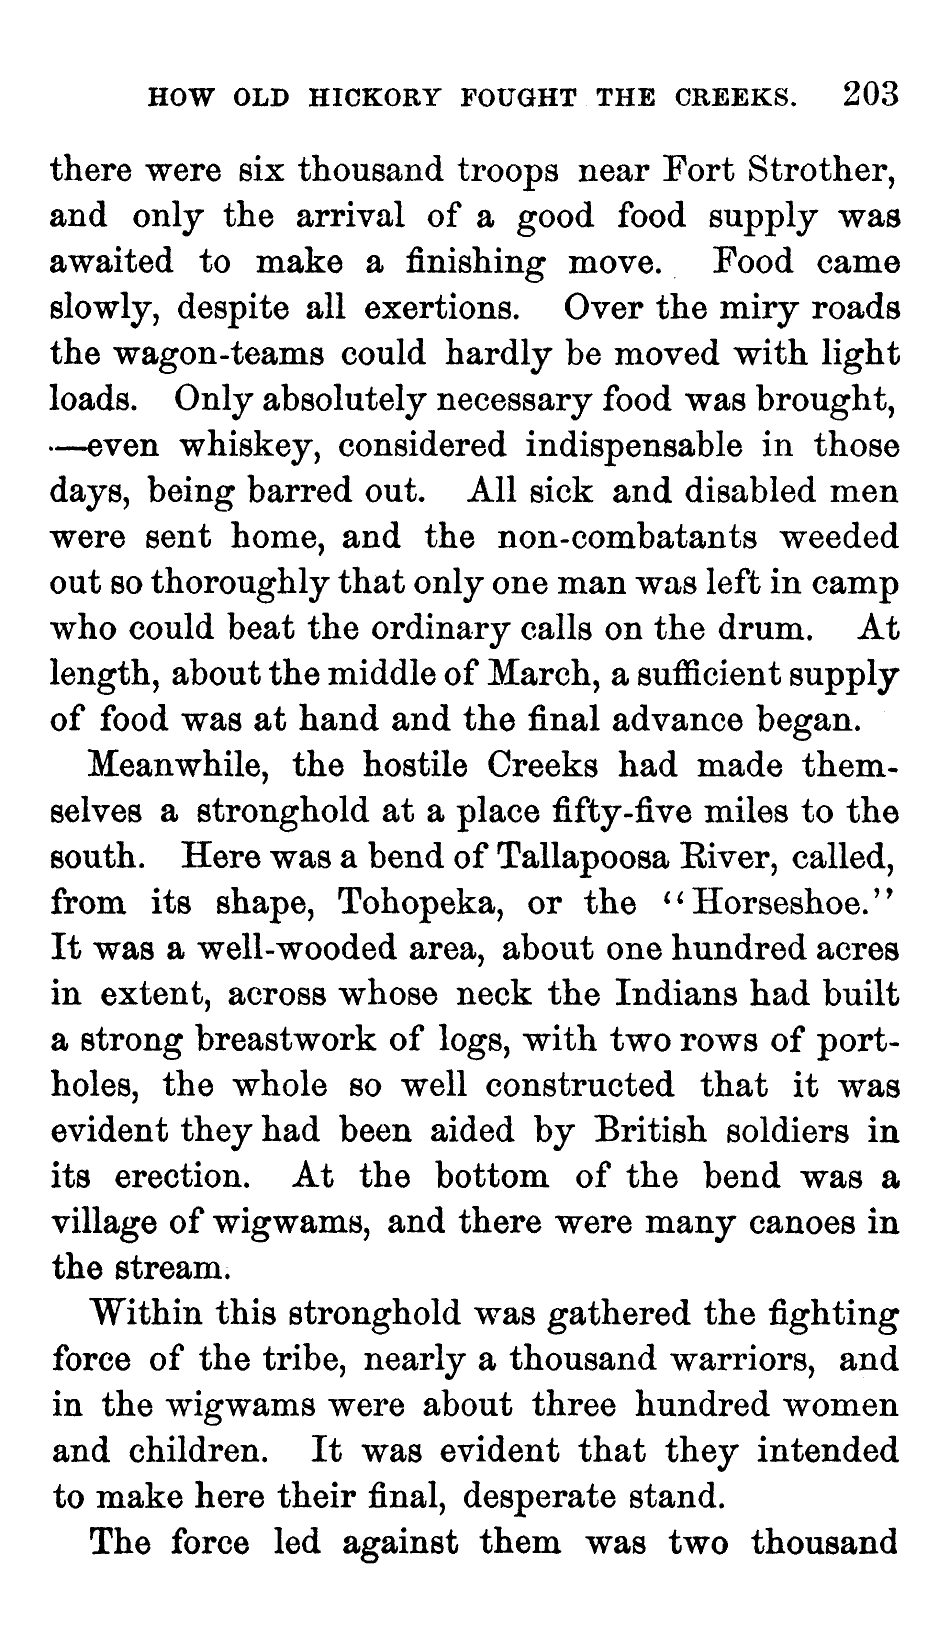 HOW OLD HICKORY FOUGHT THE CREEKS. 203
there were six thousand troops near Fort Strother,
and only the arrival of a good food supply was
awaited to make a finishing move. Food came
slowly, despite all exertions. Over the miry roads
the wagon-teams could hardly be moved with light
loads. Only absolutely necessary food was brought,
—even whiskey, considered indispensable in those
days, being barred out. All sick and disabled men
were sent home, and the non-combatants weeded
out so thoroughly that only one man was left in camp
who could beat the ordinary calls on the drum. At
length, about the middle of March, a sufficient supply
of food was at hand and the final advance began.
Meanwhile, the hostile Creeks had made them-
selves a stronghold at a place fifty-five miles to the
south. Here was a bend of Tallapoosa River, called,
from its shape, Tohopeka, or the “Horseshoe.”
It was a well-wooded area, about one hundred acres
in extent, across whose neck the Indians had built
a strong breastwork of logs, with two rows of port-
holes, the whole so well constructed that it was
evident they had been aided by British soldiers in
its erection. At the bottom of the bend was a
village of wigwams, and there were many canoes in
the stream.
Within this stronghold was gathered the fighting
force of the tribe, nearly a thousand warriors, and
in the wigwams were about three hundred women
and children. It was evident that they intended
to make here their final, desperate stand.
The force led against them was two thousand